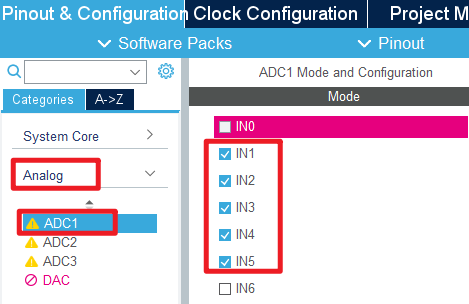 Pinout & Configuration Clock Configuration Project M
Software Packs Pinout
ADC1 Mode and Configuration
Categories A->Z
Mode
System Core
IN0
IN1
Analog
IN2
IN3
ADC1
IN4
ADC2
ADC3
IN5
DAC
IN6